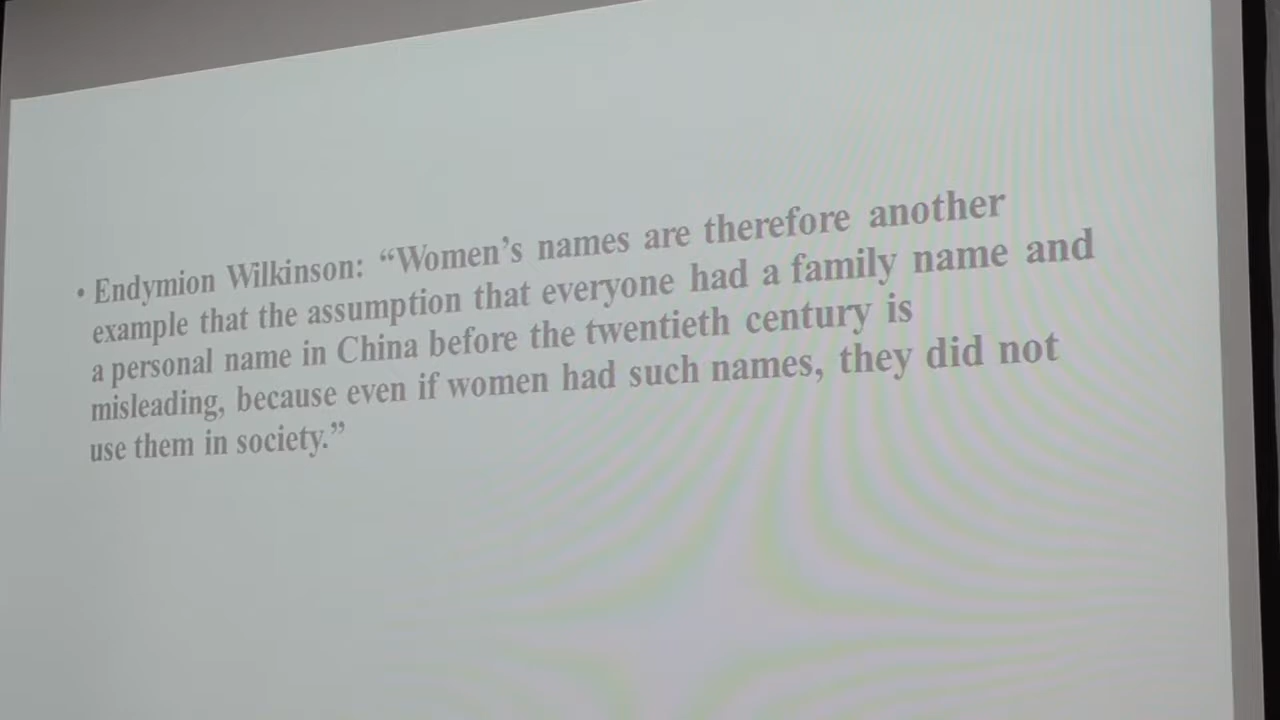 • Endymion Wilkinson: “Women’s names are therefore another
example that the assumption that everyone had a family name and
a personal name in China before the twentieth century is
misleading, because even if women had such names, they did not
use them in society.”